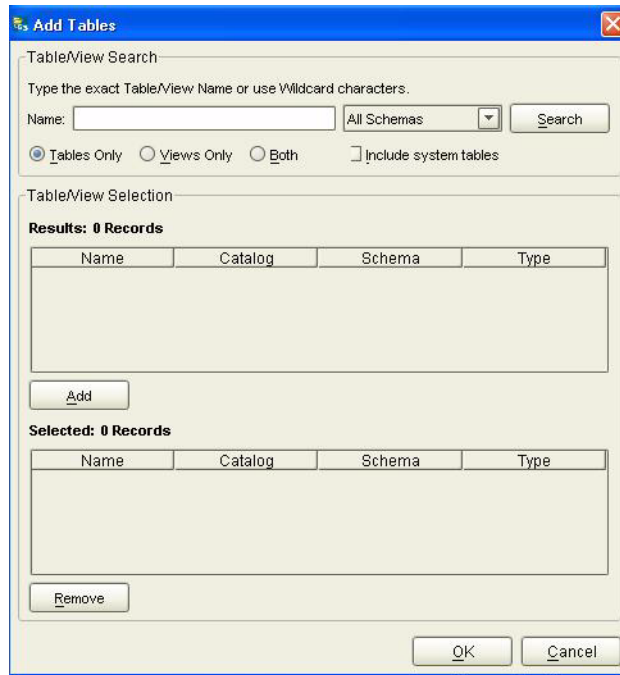 Add Tables
Table/View Search
Type the exact Table/View Name or use Wildcard characters.
Name: All Schemas Search
Tables Only Views Only Both Include system tables
Table/View Selection
Results: 0 Records
Name Catalog Schema Type
Add
Selected: 0 Records
Name Catalog Schema Type
Remove
OK Cancel